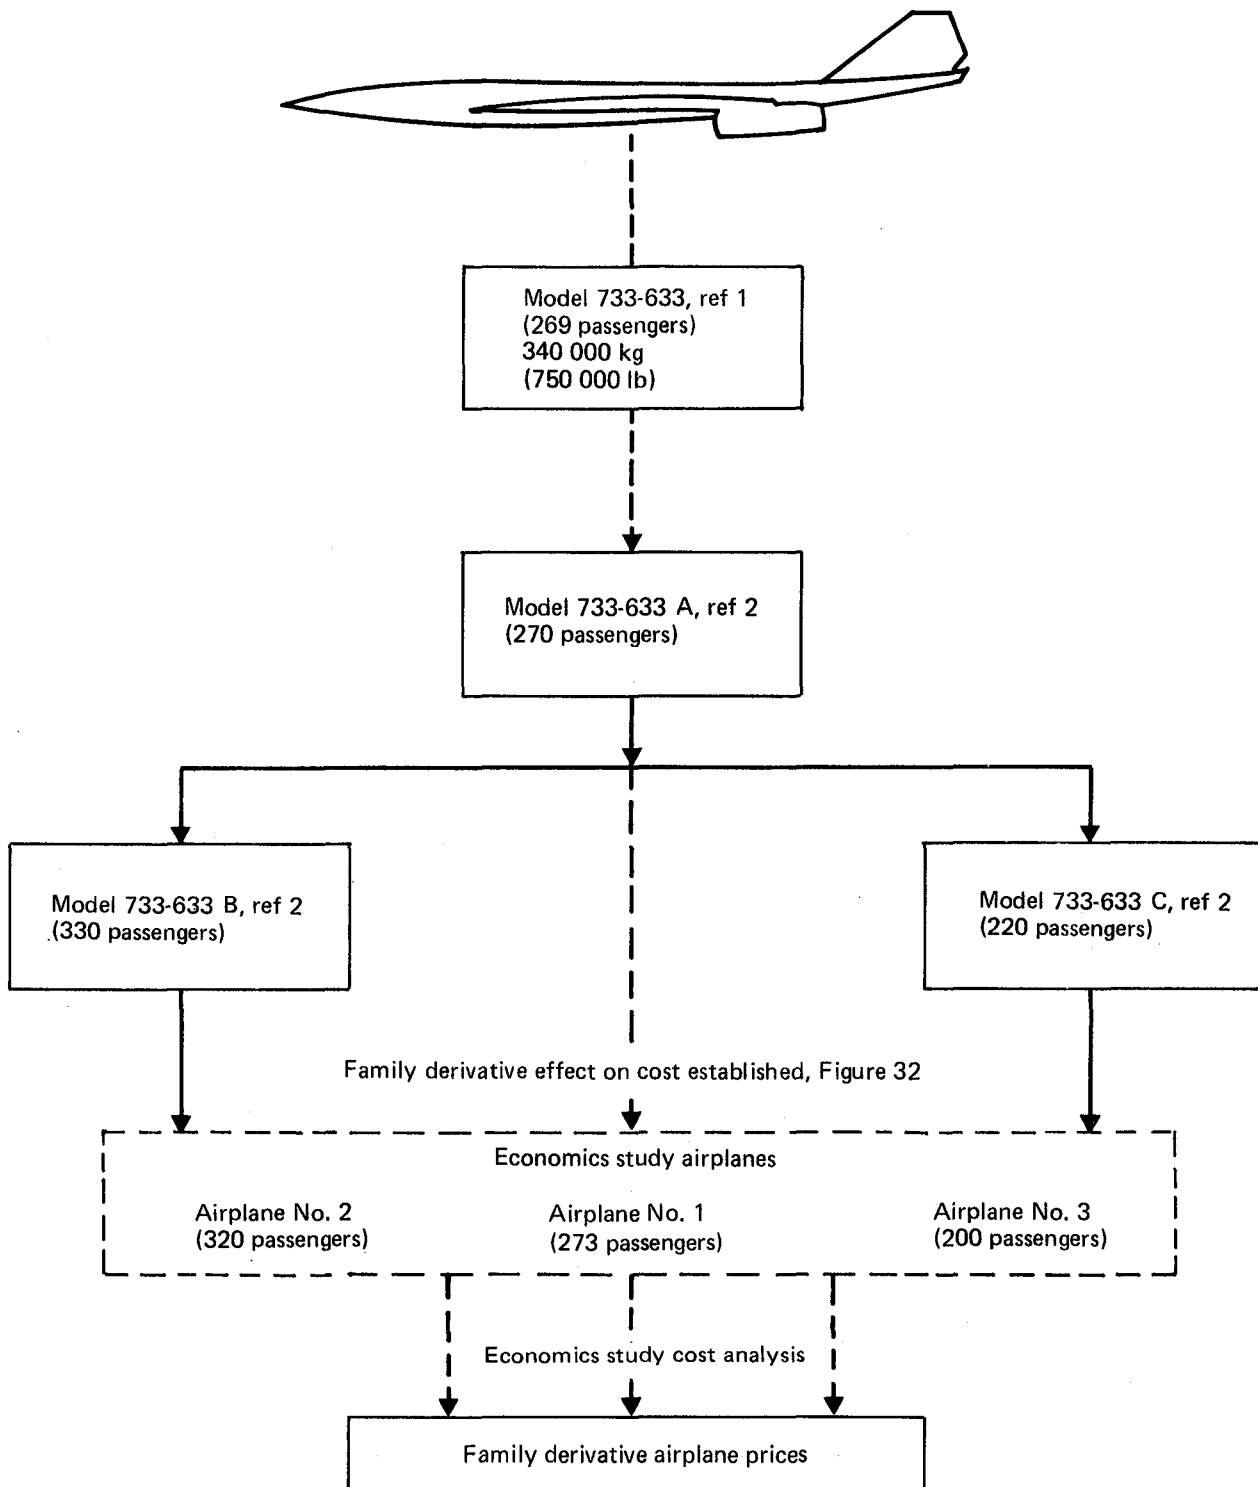 Model 733-633, ref 1
(269 passengers)
340 000 kg
(750 000 lb)
Model 733-633 A, ref 2
(270 passengers)
Model 733-633 B, ref 2
(330 passengers)
Model 733-633 C, ref 2
(220 passengers)
Family derivative effect on cost established, Figure 32
Economics study airplanes
Airplane No. 2
(320 passengers)
Airplane No. 1
(273 passengers)
Airplane No. 3
(200 passengers)
Economics study cost analysis
Family derivative airplane prices